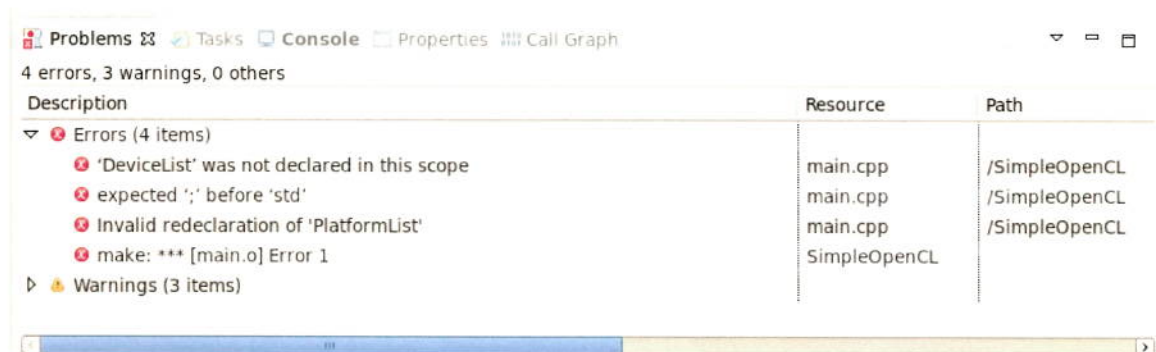 Problems Tasks Console Properties Call Graph
4 errors, 3 warnings, 0 others
Description Resource Path
Errors (4 items)
‘DeviceList’ was not declared in this scope main.cpp /SimpleOpenCL
expected ‘;’ before ‘std’ main.cpp /SimpleOpenCL
Invalid redeclaration of 'PlatformList' main.cpp /SimpleOpenCL
make: *** [main.o] Error 1 SimpleOpenCL
Warnings (3 items)